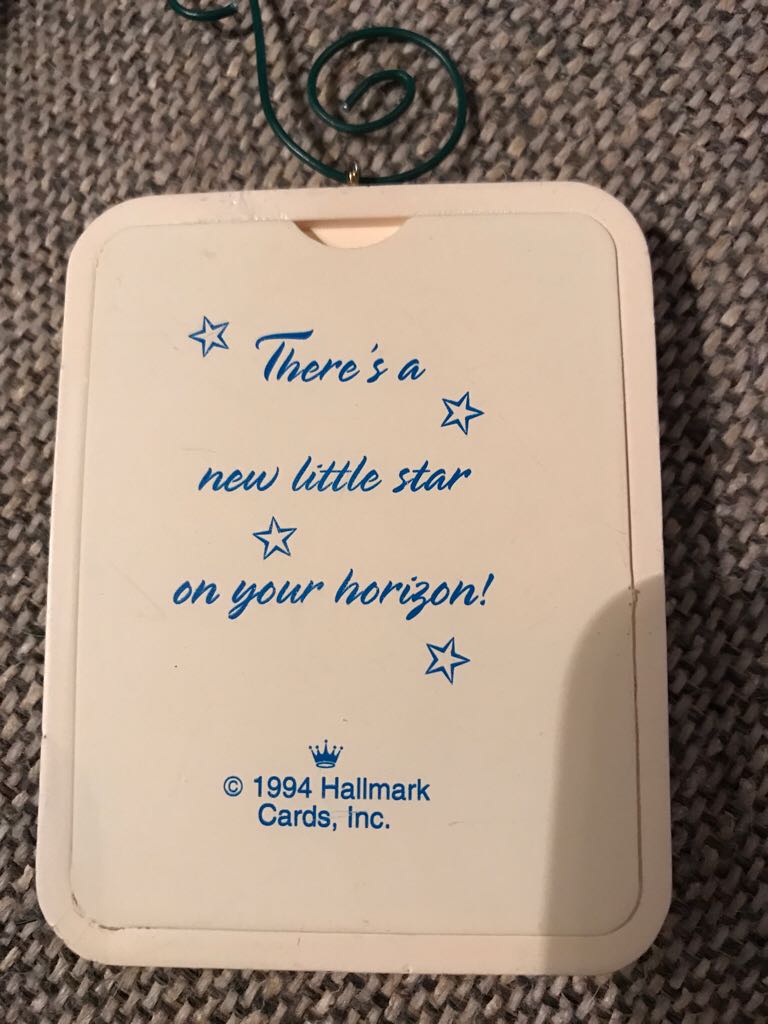 There's a
new little star
on your horizon!
© 1994 Hallmark
Cards, Inc.